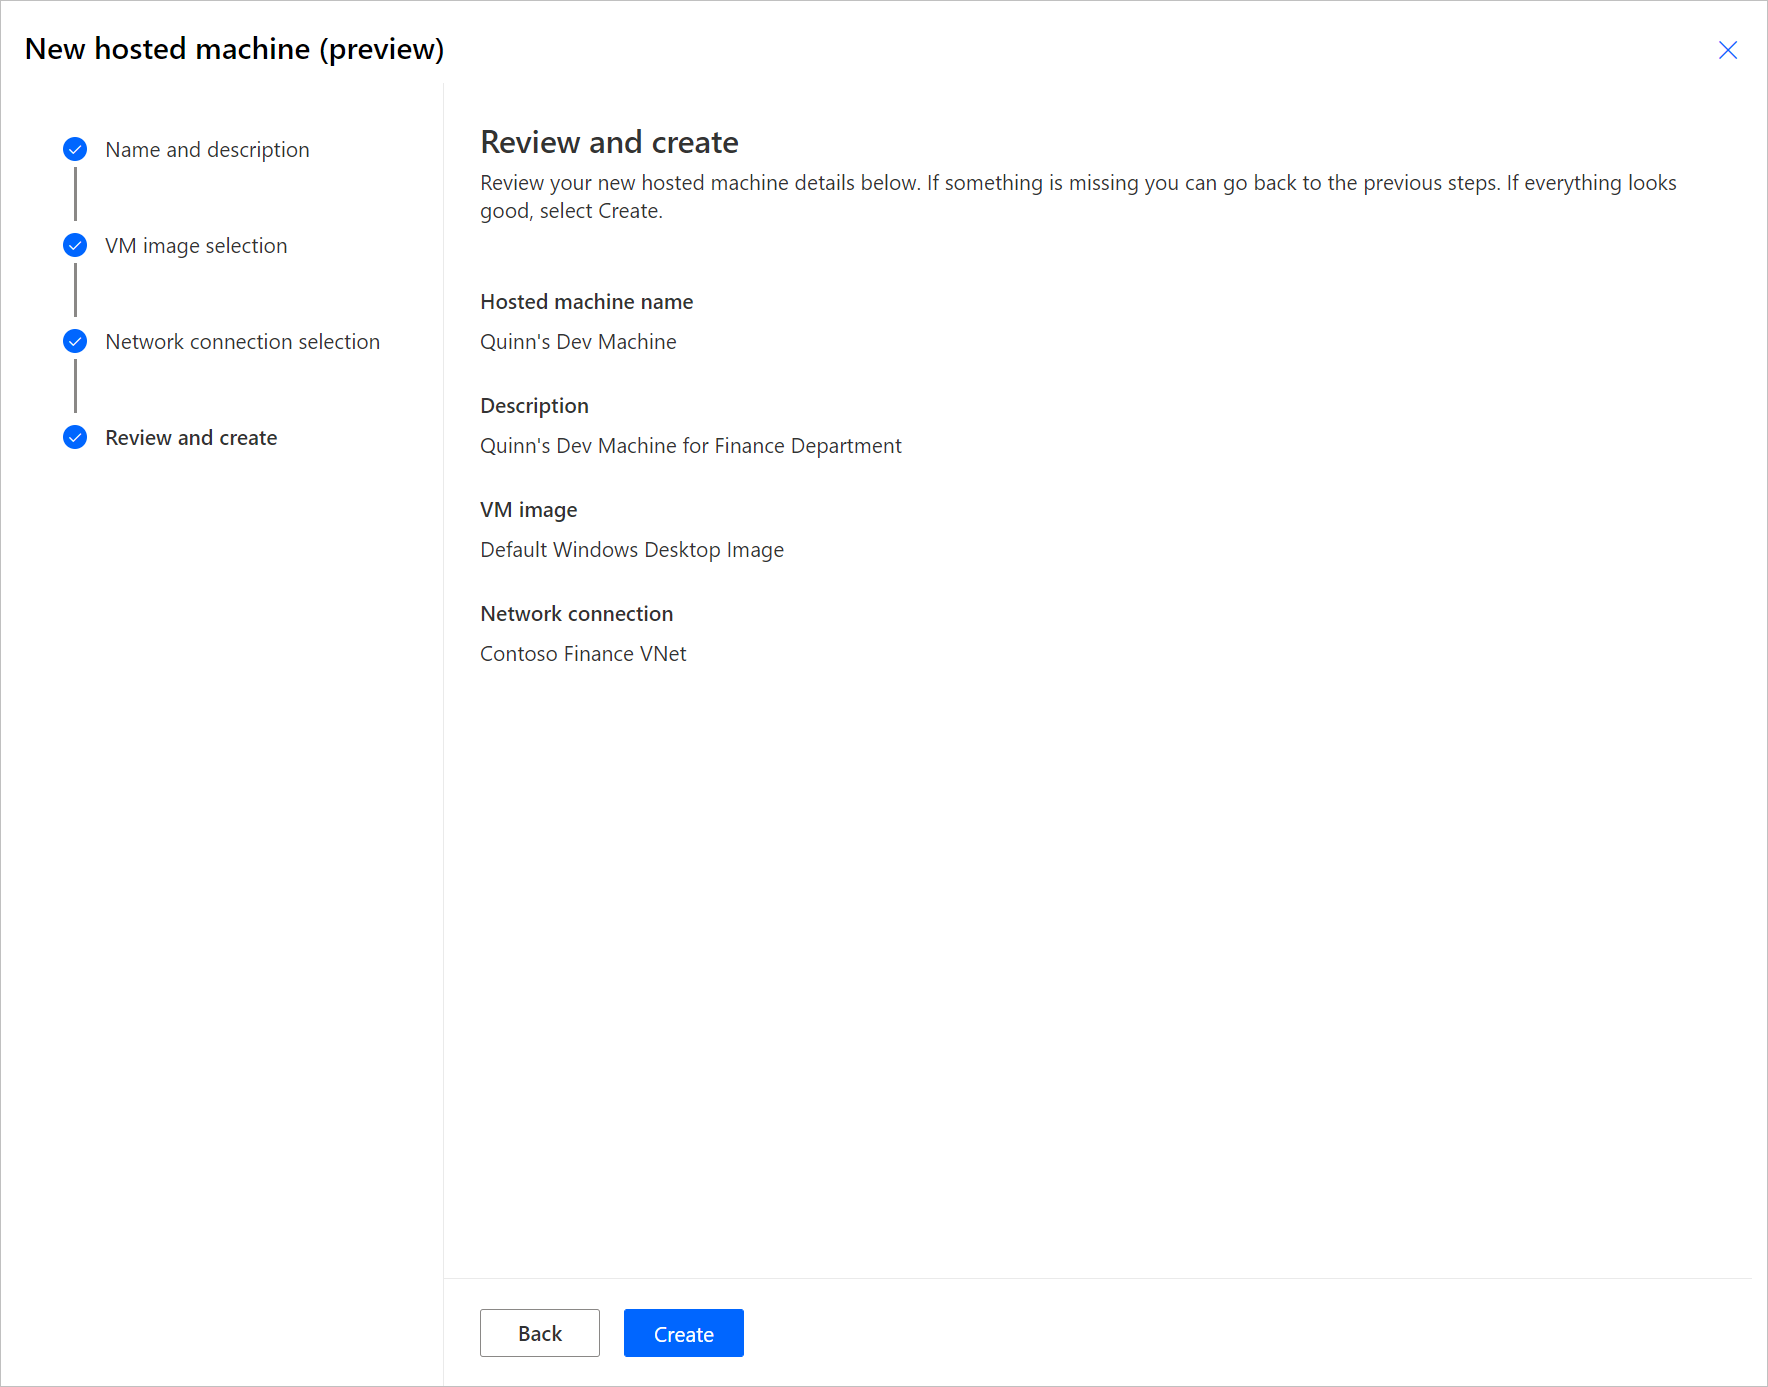 New hosted machine (preview)
Name and description
VM image selection
Network connection selection
Review and create
Review and create
Review your new hosted machine details below. If something is missing you can go back to the previous steps. If everything looks
good, select Create.
Hosted machine name
Quinn's Dev Machine
Description
Quinn's Dev Machine for Finance Department
VM image
Default Windows Desktop Image
Network connection
Contoso Finance VNet
Back
Create